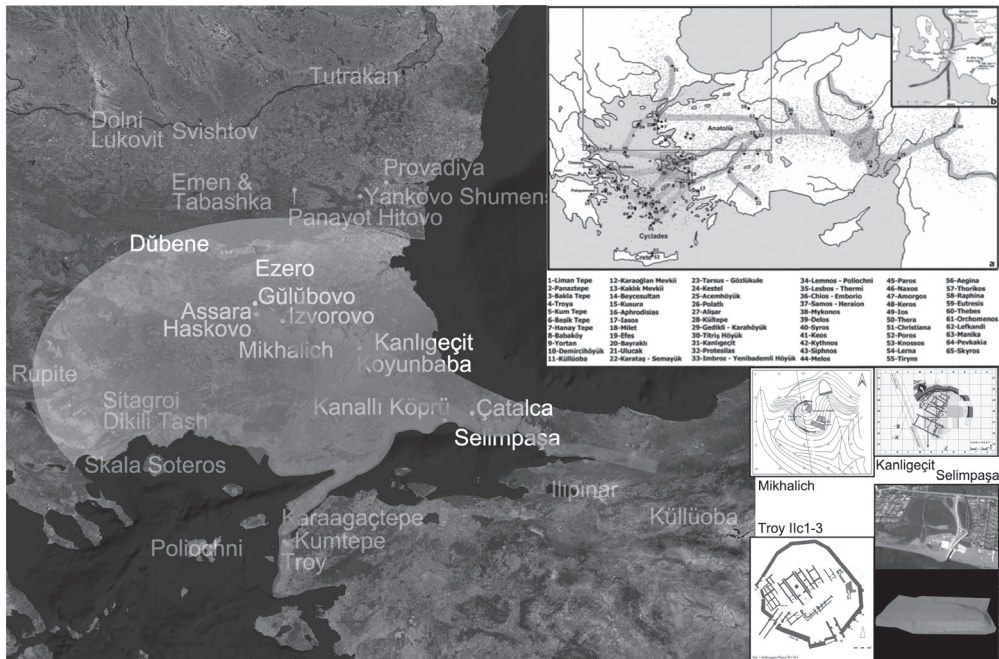 Tutrakan
Dolni
Lukovit
Svishtov
Provadiya
Emen &
Tabashka
Yankovo Shumens
Panayot Hitovo
Dŭbene
Ezero
Gŭlŭbovo
Assara
Izvorovo
Haskovo
Mikhalich
Kanlıgeçit
Koyunbaba
Rupite
Sitagroi
Dikili Tash
Kanallı Köprü
Çatalca
Selimpaşa
Skala Soteros
Ilıpınar
Karaagaçtepe
Küllüoba
Kumtepe
Poliochni
Troy
Anatolia
Cyclades
Crete
a
b
1-Liman Tepe
2-Panaztepe
3-Bakla Tepe
4-Troya
5-Kum Tepe
6-Beşik Tepe
7-Hanay Tepe
8-Babaköy
9-Yortan
10-Demircihöyük
11-Küllüoba
12-Karaoğlan Mevkii
13-Kaklık Mevkii
14-Beycesultan
15-Kusura
16-Aphrodisias
17-Iasos
18-Milet
19-Efes
20-Bayraklı
21-Ulucak
22-Karataş - Semayük
23-Tarsus - Gözlükule
24-Kestel
25-Acemhöyük
26-Polatlı
27-Alişar
28-Kültepe
29-Gedikli - Karahöyük
30-Titriş Höyük
31-Kanlıgeçit
32-Protesilas
33-Imbroz - Yenibademli Höyük
34-Lemnos - Poliochni
35-Lesbos - Thermi
36-Chios - Emborio
37-Samos - Heraion
38-Mykonos
39-Delos
40-Syros
41-Keos
42-Kythnos
43-Siphnos
44-Melos
45-Paros
46-Naxos
47-Amorgos
48-Keros
49-Ios
50-Thera
51-Christiana
52-Poros
53-Knossos
54-Lerna
55-Tiryns
56-Aegina
57-Thorikos
58-Raphina
59-Eutresis
60-Thebes
61-Orchomenos
62-Lefkandi
63-Manika
64-Pevkakia
65-Skyros
Mikhalich
Kanligeçit
Selimpaşa
Troy IIc1-3